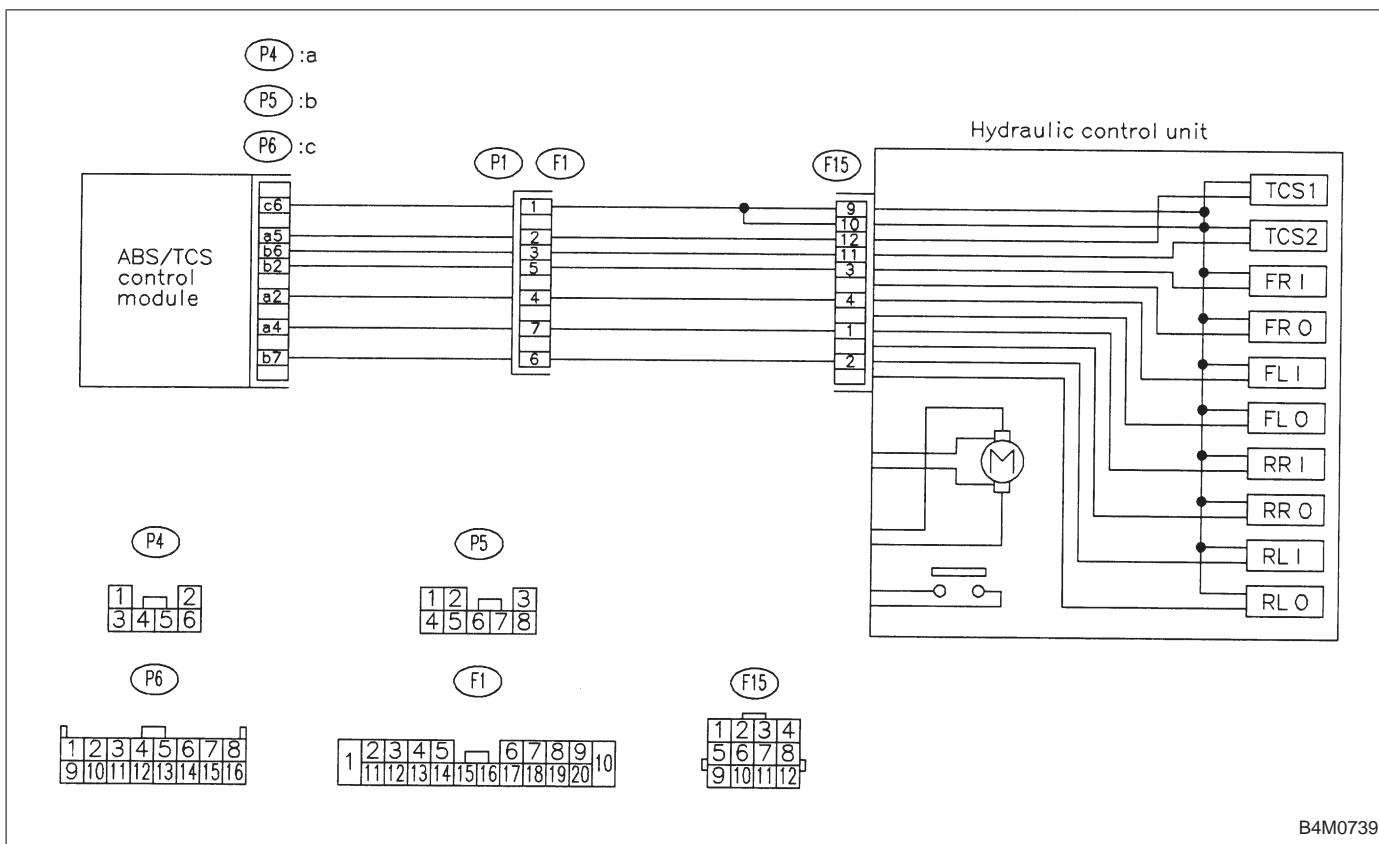 P4 :a
P5 :b
P6 :c
Hydraulic control unit
P1 F1 F15
ABS/TCS
control
module
c6
a5
b6
b2
a2
a4
b7
1
2
3
5
4
7
6
9
10
12
11
3
4
1
2
TCS1
TCS2
FR I
FR O
FL I
FL O
RR I
RR O
RL I
RL O
M
P4
1 2
3 4 5 6
P5
1 2 3
4 5 6 7 8
P6
1 2 3 4 5 6 7 8
9 10 11 12 13 14 15 16
F1
1 2 3 4 5 6 7 8 9 10
11 12 13 14 15 16 17 18 19 20
F15
1 2 3 4
5 6 7 8
9 10 11 12
B4M0739